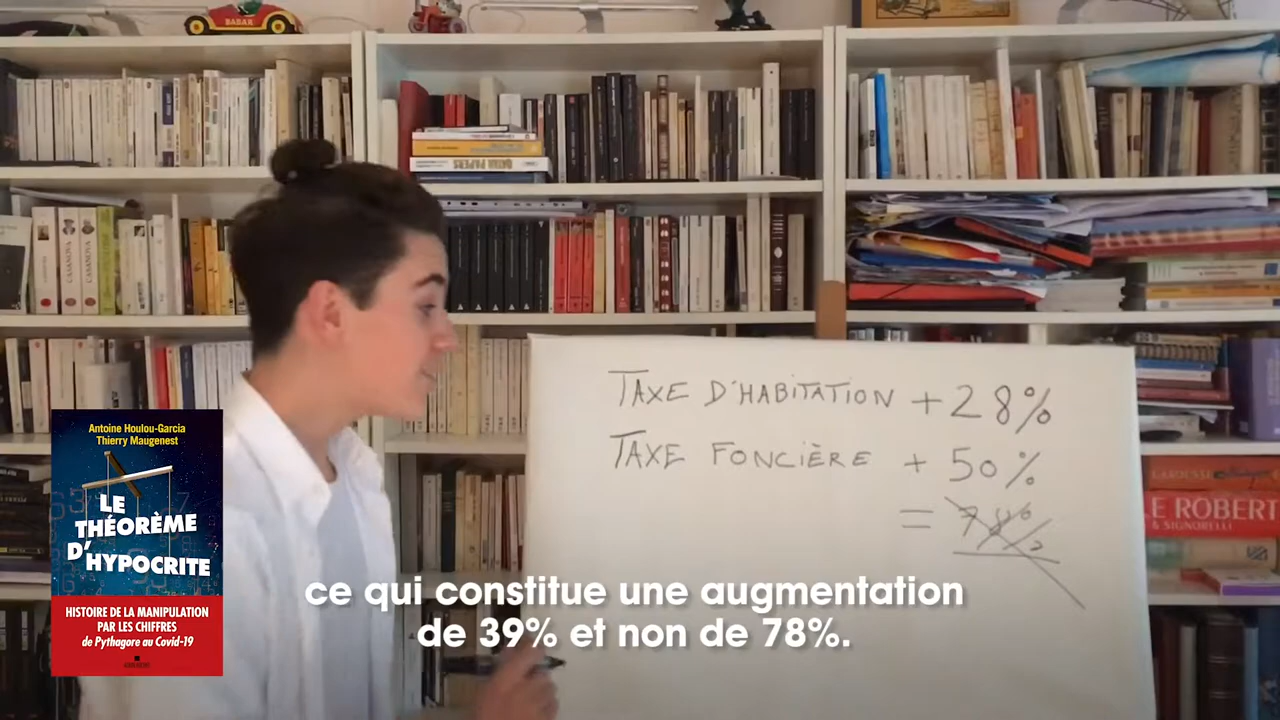 BABAR
CASANOVA
CASANOVA
TAXE D'HABITATION +28%
TAXE FONCIÈRE + 50%
=
LAROUSSE
LE ROBERT
& SIGNORELLI
Antoine Houlou-Garcia
Thierry Maugenest
LE
THÉORÈME
D'HYPOCRITE
HISTOIRE DE LA MANIPULATION
PAR LES CHIFFRES
de Pythagore au Covid-19
ce qui constitue une augmentation
de 39% et non de 78%.